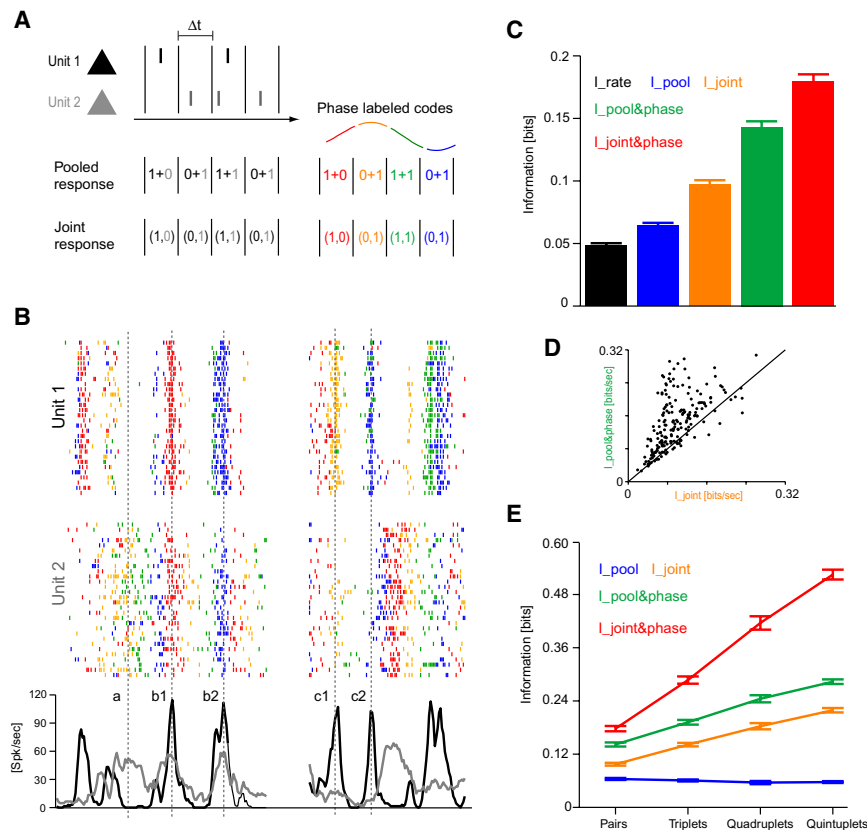 A
Δt
Unit 1
Unit 2
Phase labeled codes
Pooled
response
1+0 0+1 1+1 0+1
1+0 0+1 1+1 0+1
Joint
response
(1,0) (0,1) (1,1) (0,1)
(1,0) (0,1) (1,1) (0,1)
B
Unit 1
Unit 2
[Spk/sec]
120
90
60
30
0
a b1 b2 c1 c2
C
Information [bits]
0.2
0.15
0.1
0.05
0
I_rate I_pool I_joint
I_pool&phase
I_joint&phase
D
I_pool&phase [bits/sec]
0.32
0
0 0.32
I_joint [bits/sec]
E
Information [bits]
0.60
0.48
0.36
0.24
0.12
0
I_pool I_joint
I_pool&phase
I_joint&phase
Pairs Triplets Quadruplets Quintuplets